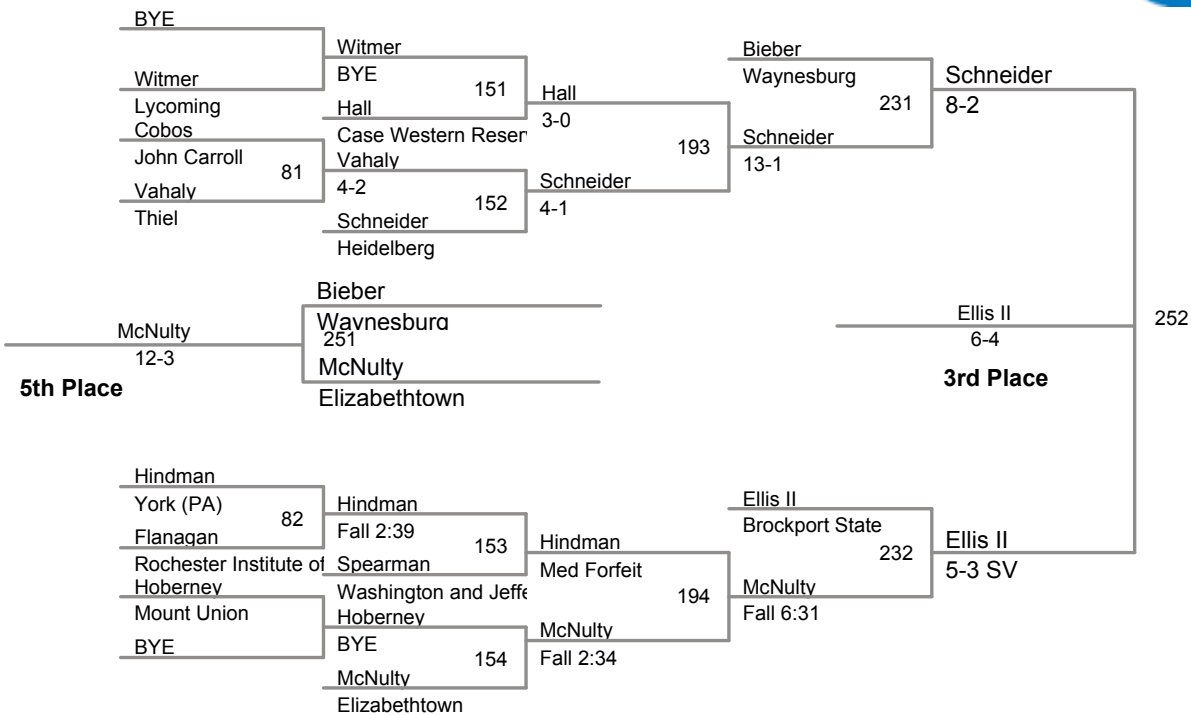 BYE
Witmer
Lycoming
Cobos
John Carroll
81
Vahaly
Thiel
Witmer
BYE
151
Hall
Case Western Reser
Vahaly
4-2
152
Schneider
Heidelberg
Hall
3-0
193
Schneider
4-1
Bieber
Waynesburg
231
Schneider
13-1
Schneider
8-2
McNulty
12-3
5th Place
Bieber
Waynesburg
251
McNulty
Elizabethtown
Ellis II
6-4
3rd Place
252
Hindman
York (PA)
82
Flanagan
Rochester Institute of
Hoberney
Mount Union
BYE
Hindman
Fall 2:39
153
Spearman
Washington and Jeffe
Hoberney
BYE
154
McNulty
Elizabethtown
Hindman
Med Forfeit
194
McNulty
Fall 2:34
Ellis II
Brockport State
232
McNulty
Fall 6:31
Ellis II
5-3 SV